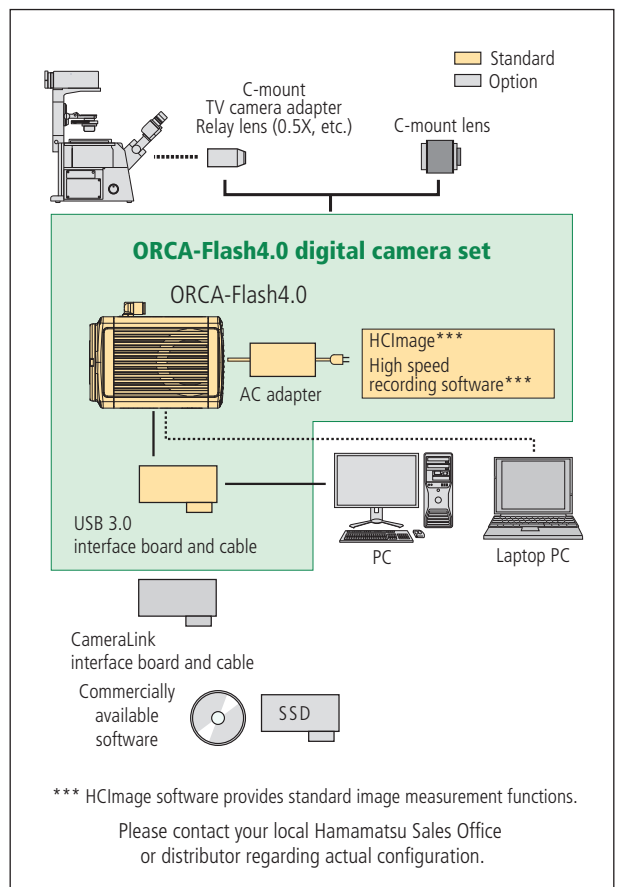 Standard
Option
C-mount
TV camera adapter
Relay lens (0.5X, etc.)
C-mount lens
ORCA-Flash4.0 digital camera set
ORCA-Flash4.0
AC adapter
HCImage***
High speed
recording software***
USB 3.0
interface board and cable
PC
Laptop PC
CameraLink
interface board and cable
Commercially
available
software
SSD
*** HCImage software provides standard image measurement functions.
Please contact your local Hamamatsu Sales Office
or distributor regarding actual configuration.